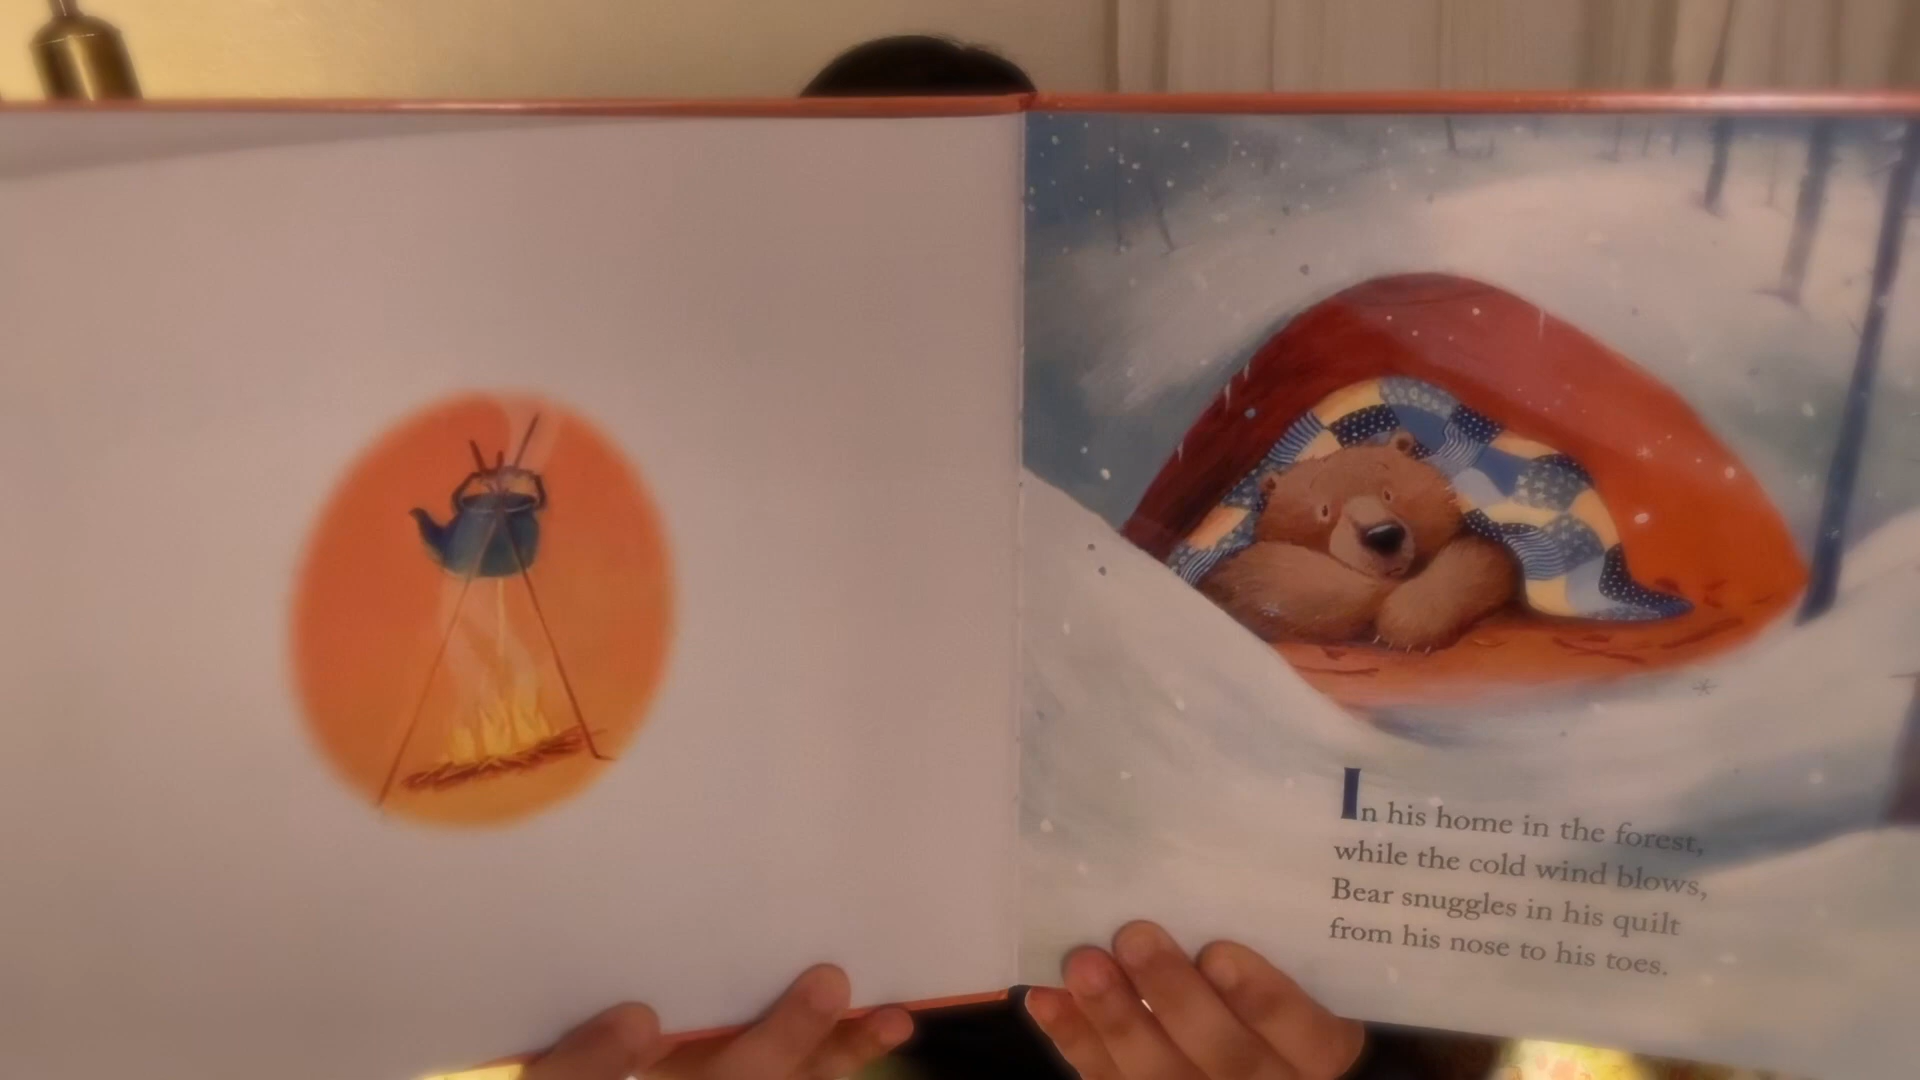 In his home in the forest,
while the cold wind blows,
Bear snuggles in his quilt
from his nose to his toes.